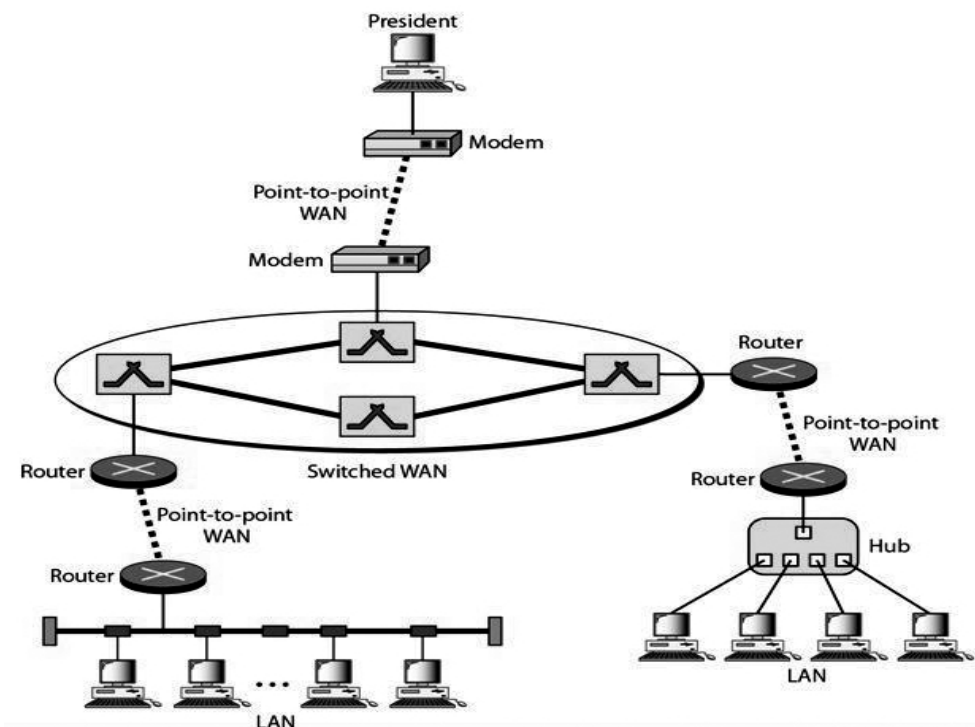 President
Modem
Point-to-point
WAN
Modem
Router
Point-to-point
WAN
Router
Switched WAN
Router
Point-to-point
WAN
Router
Hub
LAN
LAN